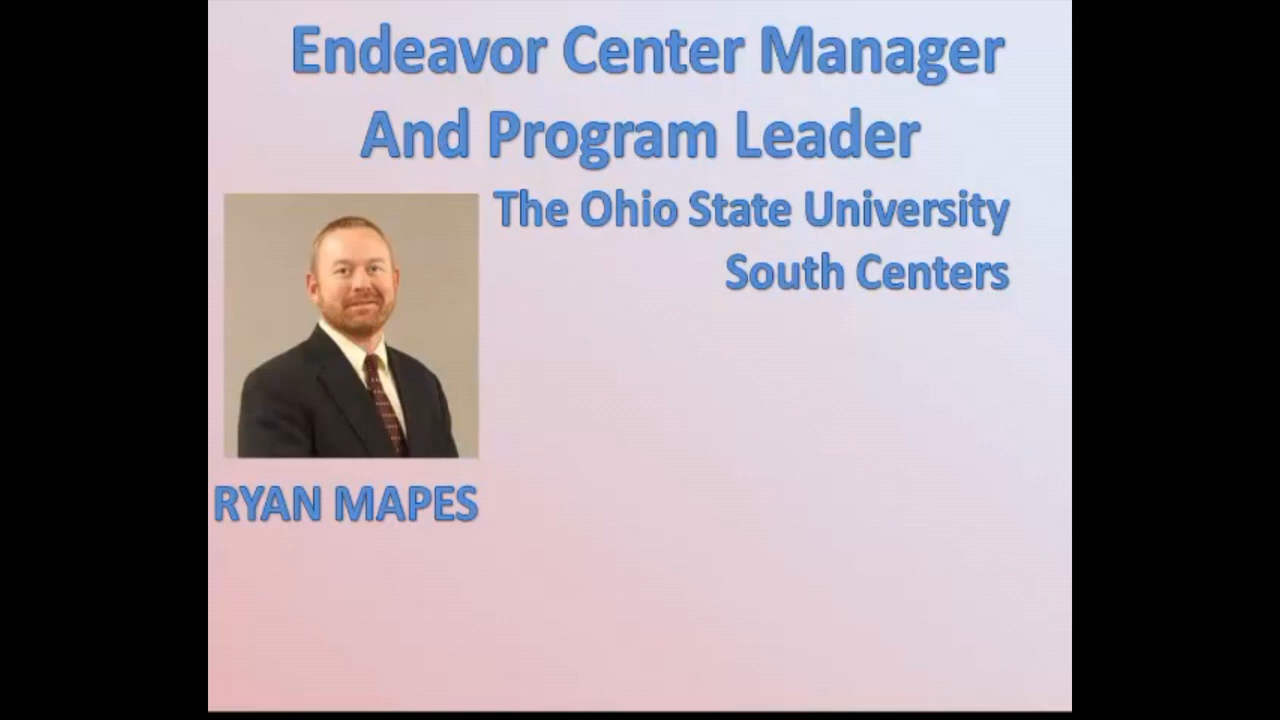 Endeavor Center Manager
And Program Leader
The Ohio State University
South Centers
RYAN MAPES